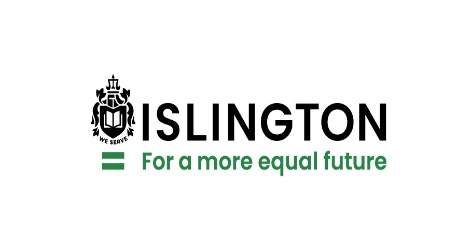 ISLINGTON
WE SERVE
For a more equal future